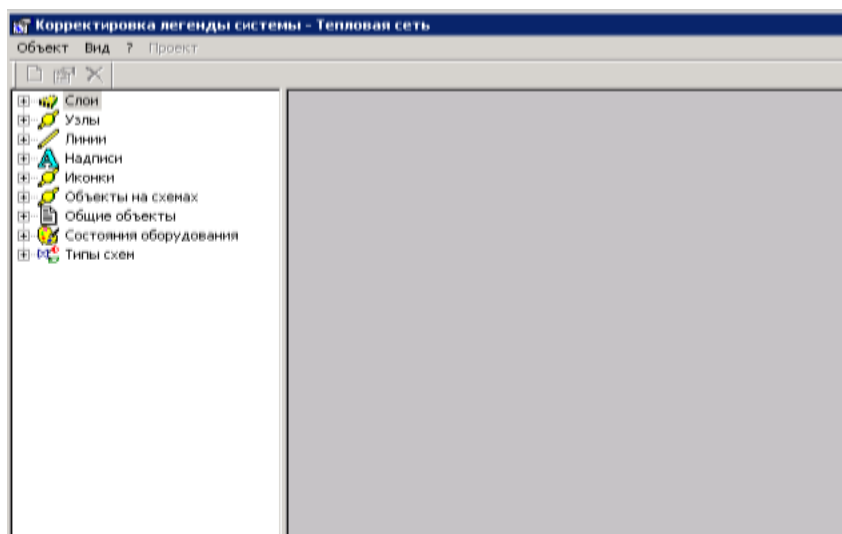 Корректировка легенды системы - Тепловая сеть
Объект Вид ? Проект
Слои
Узлы
Линии
Надписи
Иконки
Объекты на схемах
Общие объекты
Состояния оборудования
Типы схем